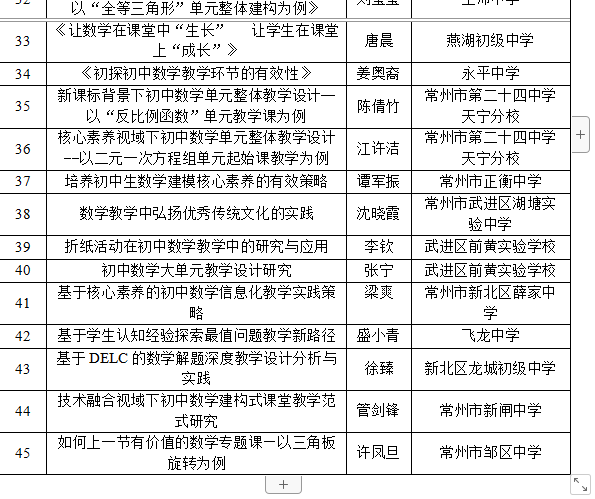 以“全等三角形”单元整体建构为例》
33
《让数学在课堂中“生长” 让学生在课堂
上“成长”》
唐晨
燕湖初级中学
34
《初探初中数学教学环节的有效性》
姜奥裔
永平中学
35
新课标背景下初中数学单元整体教学设计—
以“反比例函数”单元教学课为例
陈倩竹
常州市第二十四中学
天宁分校
36
核心素养视域下初中数学单元整体教学设计
--以二元一次方程组单元起始课教学为例
江许洁
常州市第二十四中学
天宁分校
37
培养初中生数学建模核心素养的有效策略
谭军振
常州市正衡中学
38
数学教学中弘扬优秀传统文化的实践
沈晓霞
常州市武进区湖塘实
验中学
39
折纸活动在初中数学教学中的研究与应用
李钦
武进区前黄实验学校
40
初中数学大单元教学设计研究
张宁
武进区前黄实验学校
41
基于核心素养的初中数学信息化教学实践策
略
梁爽
常州市新北区薛家中
学
42
基于学生认知经验探索最值问题教学新路径
盛小青
飞龙中学
43
基于 DELC 的数学解题深度教学设计分析与
实践
徐臻
新北区龙城初级中学
44
技术融合视域下初中数学建构式课堂教学范
式研究
管剑锋
常州市新闸中学
45
如何上一节有价值的数学专题课—以三角板
旋转为例
许凤旦
常州市邹区中学